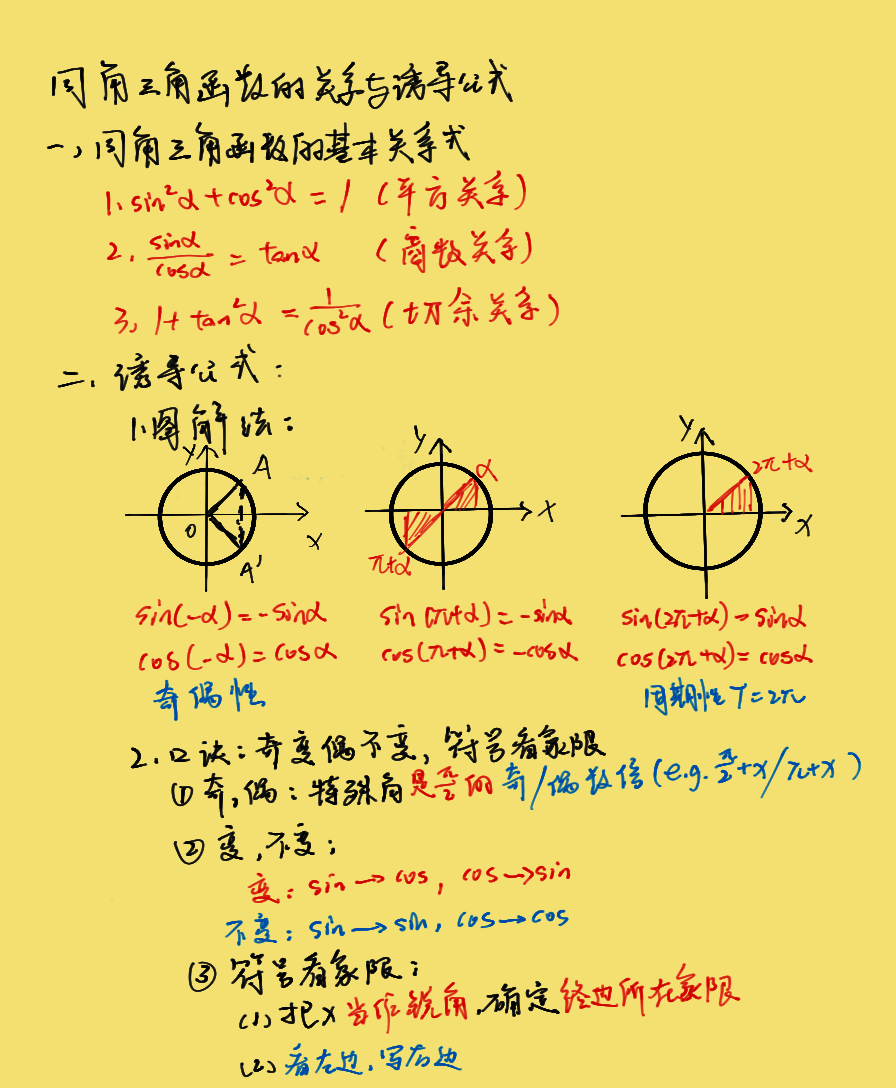 同角三角函数的关系与诱导公式
一、同角三角函数的基本关系式
1. sin²α+cos²α=1 (平方关系)
2. sinα/cosα = tanα (商数关系)
3. 1+tan²α = 1/cos²α (切余关系)
二、诱导公式:
1.图解法:
y A O x A'
y α x π+α
y 2π+α x
sin(-α)=-sinα sin(π+α)=-sinα sin(2π+α)=sinα
cos(-α)=cosα cos(π+α)=-cosα cos(2π+α)=cosα
奇偶性 周期性T=2π
2.口诀:奇变偶不变,符号看象限
①奇,偶:特殊角是π/2的奇/偶数倍(e.g. π/2+x/π+x)
②变,不变:
变:sin→cos, cos→sin
不变:sin→sin, cos→cos
③符号看象限:
(1)把x当作锐角,确定终边所在象限
(2)看左边,写右边